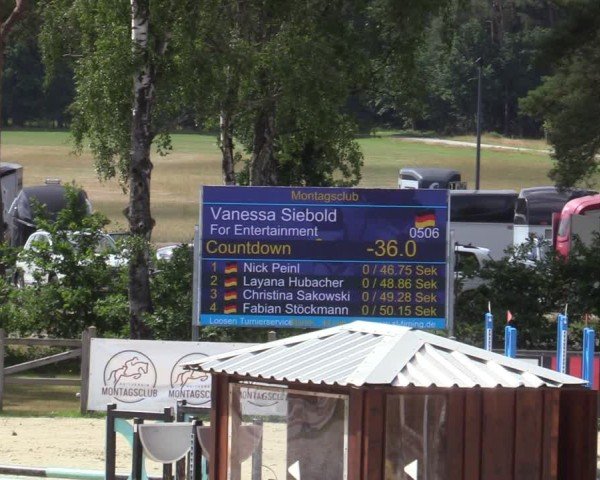 Montagsclub
Vanessa Siebold
For Entertainment 0506
Countdown -36.0
1 Nick Peinl 0 / 46.75 Sek
2 Layana Hubacher 0 / 48.86 Sek
3 Christina Sakowski 0 / 49.28 Sek
4 Fabian Stöckmann 0 / 50.15 Sek
Loosen Turnierservice
MONTAGSCLUB
MONTAGSCLUB
MONTAGSCLUB